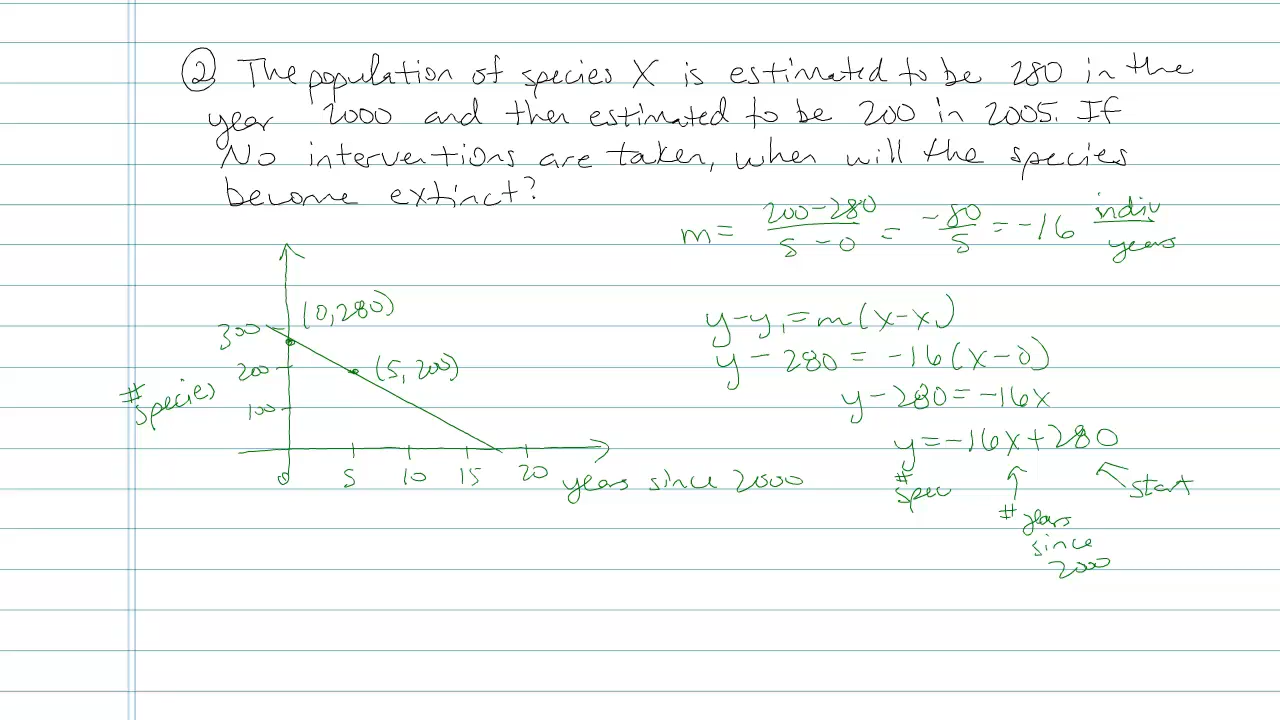 ② The population of species X is estimated to be 280 in the
year 2000 and then estimated to be 200 in 2005. If
No interventions are taken, when will the species
become extinct?
m = (200-280)/(5-0) = -80/5 = -16 indiv/years
(0,280)
300
200
100
(5,200)
# species
0 5 10 15 20
years since 2000
y-y₁=m(x-x₁)
y-280=-16(x-0)
y-280=-16x
y=-16x+280
# spec
# years since 2000
start